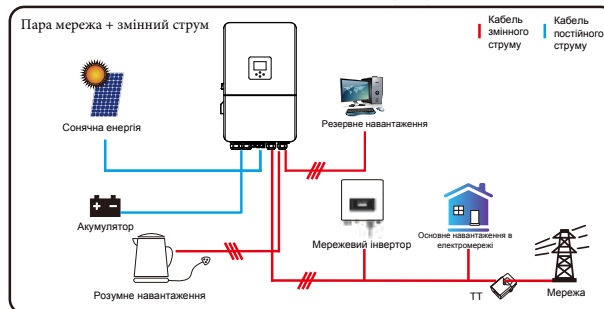 Пара мережа + змінний струм
Кабель
змінного
струму
Кабель
постійного
струму
Сонячна енергія
Резервне навантаження
Акумулятор
Мережевий інвертор
Основне навантаження в
електромережі
Розумне навантаження
ТТ
Мережа